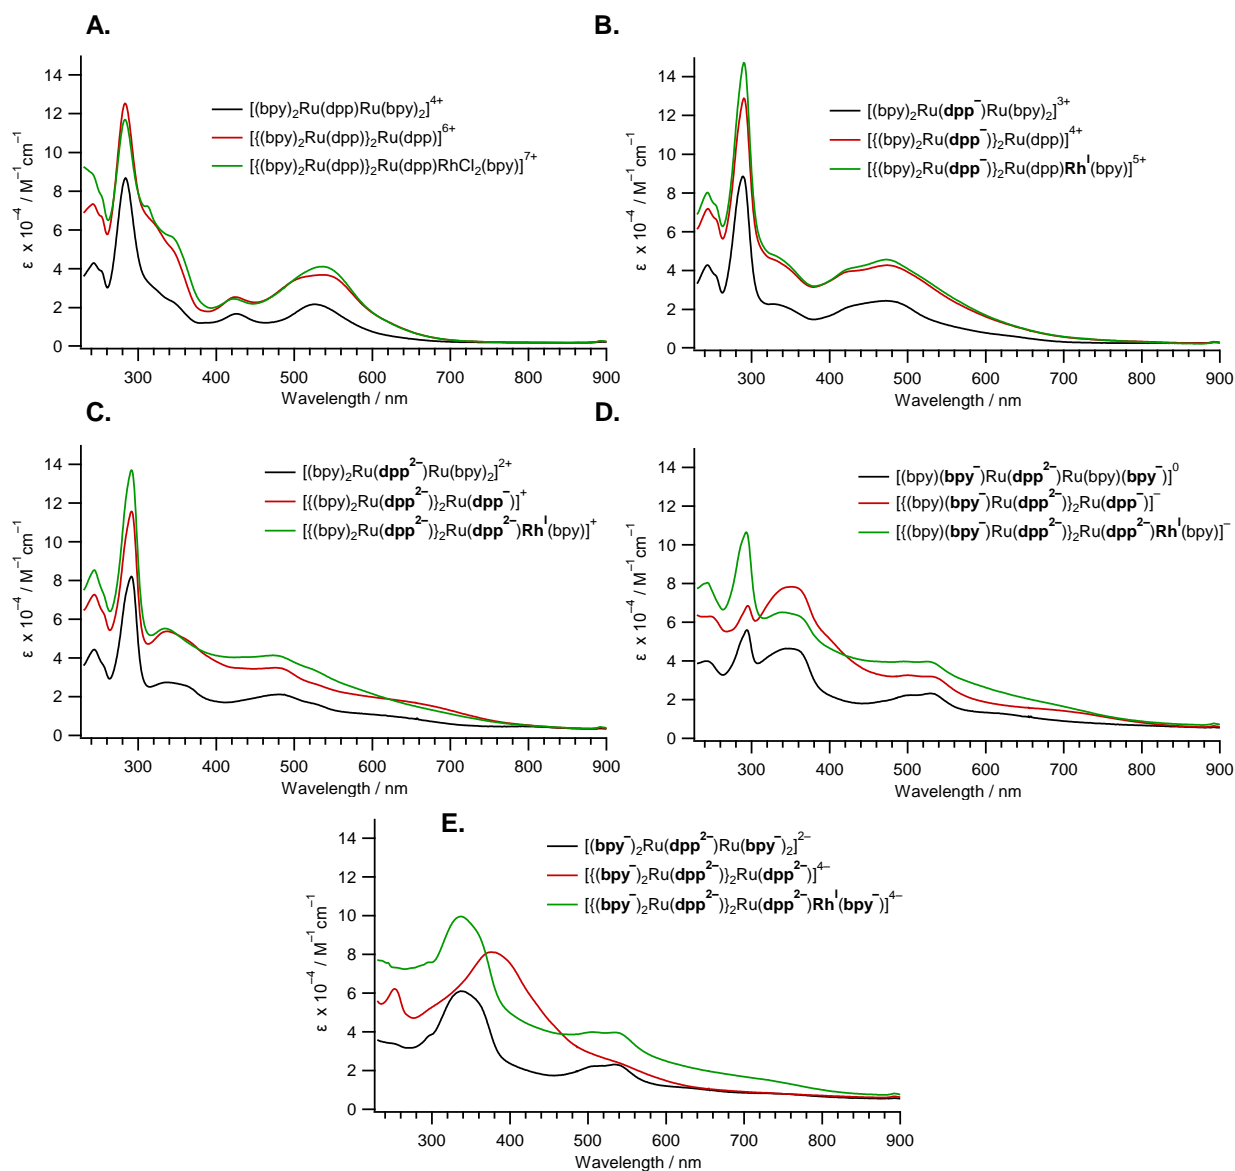 A.
[(bpy)₂Ru(dpp)Ru(bpy)₂]⁴⁺
[{(bpy)₂Ru(dpp)}₂Ru(dpp)]⁶⁺
[{(bpy)₂Ru(dpp)}₂Ru(dpp)RhCl₂(bpy)]⁷⁺
14
12
10
8
6
4
2
0
ε x 10⁻⁴ / M⁻¹cm⁻¹
300 400 500 600 700 800 900
Wavelength / nm
B.
[(bpy)₂Ru(dpp⁻)Ru(bpy)₂]³⁺
[{(bpy)₂Ru(dpp⁻)}₂Ru(dpp)]⁴⁺
[{(bpy)₂Ru(dpp⁻)}₂Ru(dpp)Rhᴵ(bpy)]⁵⁺
14
12
10
8
6
4
2
0
ε x 10⁻⁴ / M⁻¹cm⁻¹
300 400 500 600 700 800 900
Wavelength / nm
C.
[(bpy)₂Ru(dpp²⁻)Ru(bpy)₂]²⁺
[{(bpy)₂Ru(dpp²⁻)}₂Ru(dpp⁻)]⁺
[{(bpy)₂Ru(dpp²⁻)}₂Ru(dpp²⁻)Rhᴵ(bpy)]⁺
14
12
10
8
6
4
2
0
ε x 10⁻⁴ / M⁻¹cm⁻¹
300 400 500 600 700 800 900
Wavelength / nm
D.
[(bpy)(bpy⁻)Ru(dpp²⁻)Ru(bpy)(bpy⁻)]⁰
[{(bpy)(bpy⁻)Ru(dpp²⁻)}₂Ru(dpp⁻)]⁻
[{(bpy)(bpy⁻)Ru(dpp²⁻)}₂Ru(dpp²⁻)Rhᴵ(bpy)]⁻
14
12
10
8
6
4
2
0
ε x 10⁻⁴ / M⁻¹cm⁻¹
300 400 500 600 700 800 900
Wavelength / nm
E.
[(bpy⁻)₂Ru(dpp²⁻)Ru(bpy⁻)₂]²⁻
[{(bpy⁻)₂Ru(dpp²⁻)}₂Ru(dpp²⁻)]⁴⁻
[{(bpy⁻)₂Ru(dpp²⁻)}₂Ru(dpp²⁻)Rhᴵ(bpy⁻)]⁴⁻
14
12
10
8
6
4
2
0
ε x 10⁻⁴ / M⁻¹cm⁻¹
300 400 500 600 700 800 900
Wavelength / nm